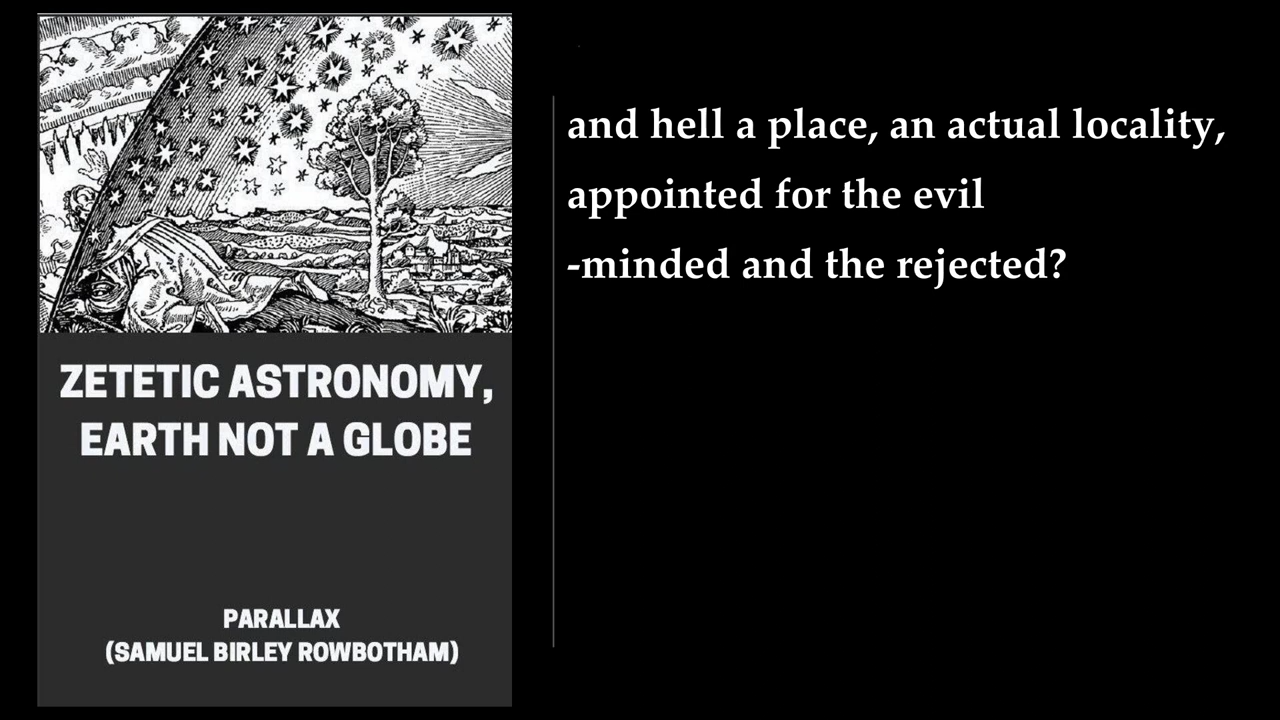 ZETETIC ASTRONOMY,
EARTH NOT A GLOBE
PARALLAX
(SAMUEL BIRLEY ROWBOTHAM)
and hell a place, an actual locality,
appointed for the evil
-minded and the rejected?